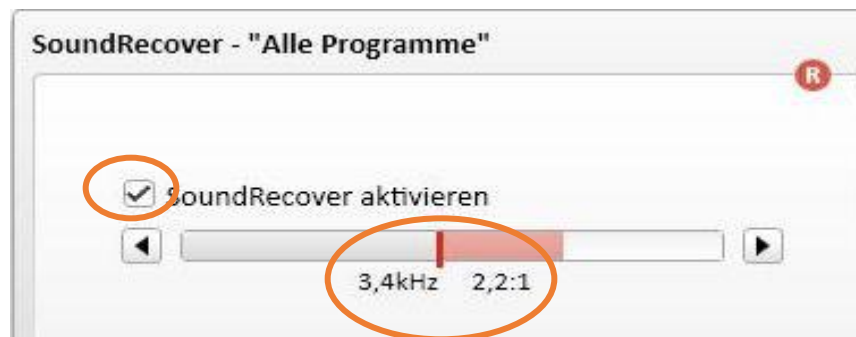 SoundRecover - "Alle Programme"
R
SoundRecover aktivieren
3,4kHz 2,2:1